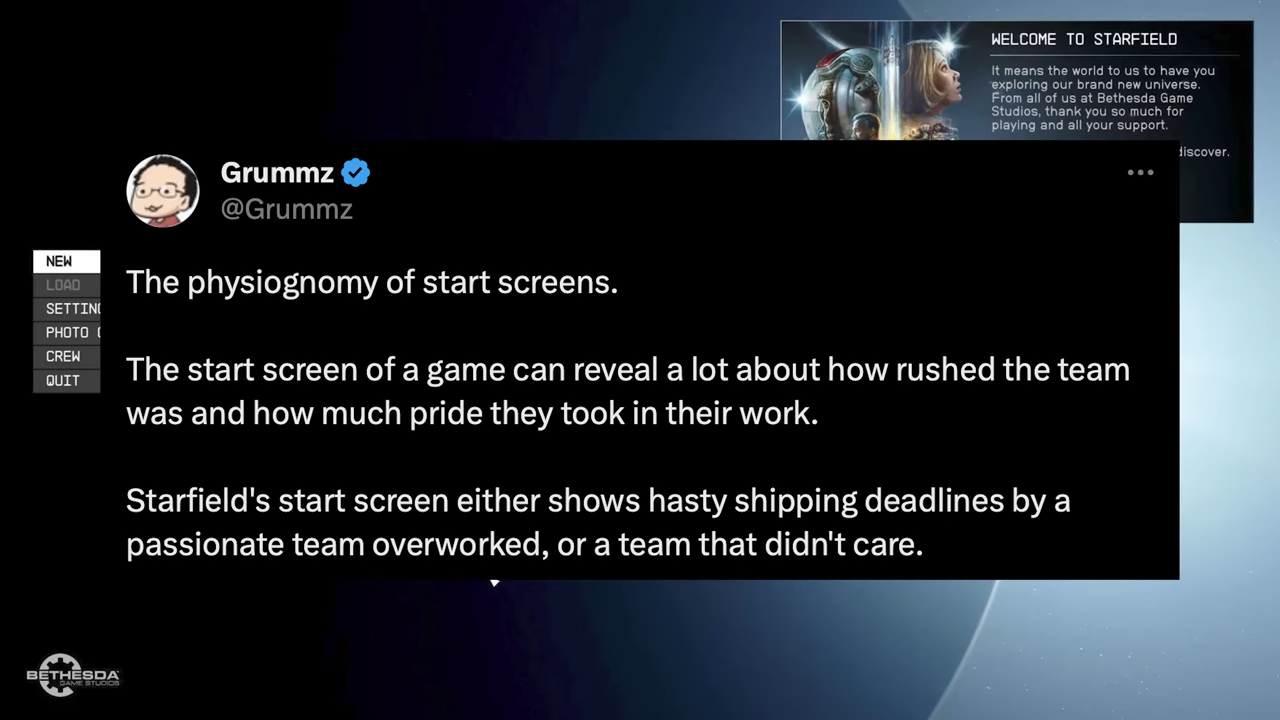 WELCOME TO STARFIELD
It means the world to us to have you
exploring our brand new universe.
From all of us at Bethesda Game
Studios, thank you so much for
playing and all your support.
discover.
Grummz
@Grummz
NEW
LOAD
SETTIN
PHOTO
CREW
QUIT
The physiognomy of start screens.
The start screen of a game can reveal a lot about how rushed the team
was and how much pride they took in their work.
Starfield's start screen either shows hasty shipping deadlines by a
passionate team overworked, or a team that didn't care.
BETHESDA
GAME STUDIOS